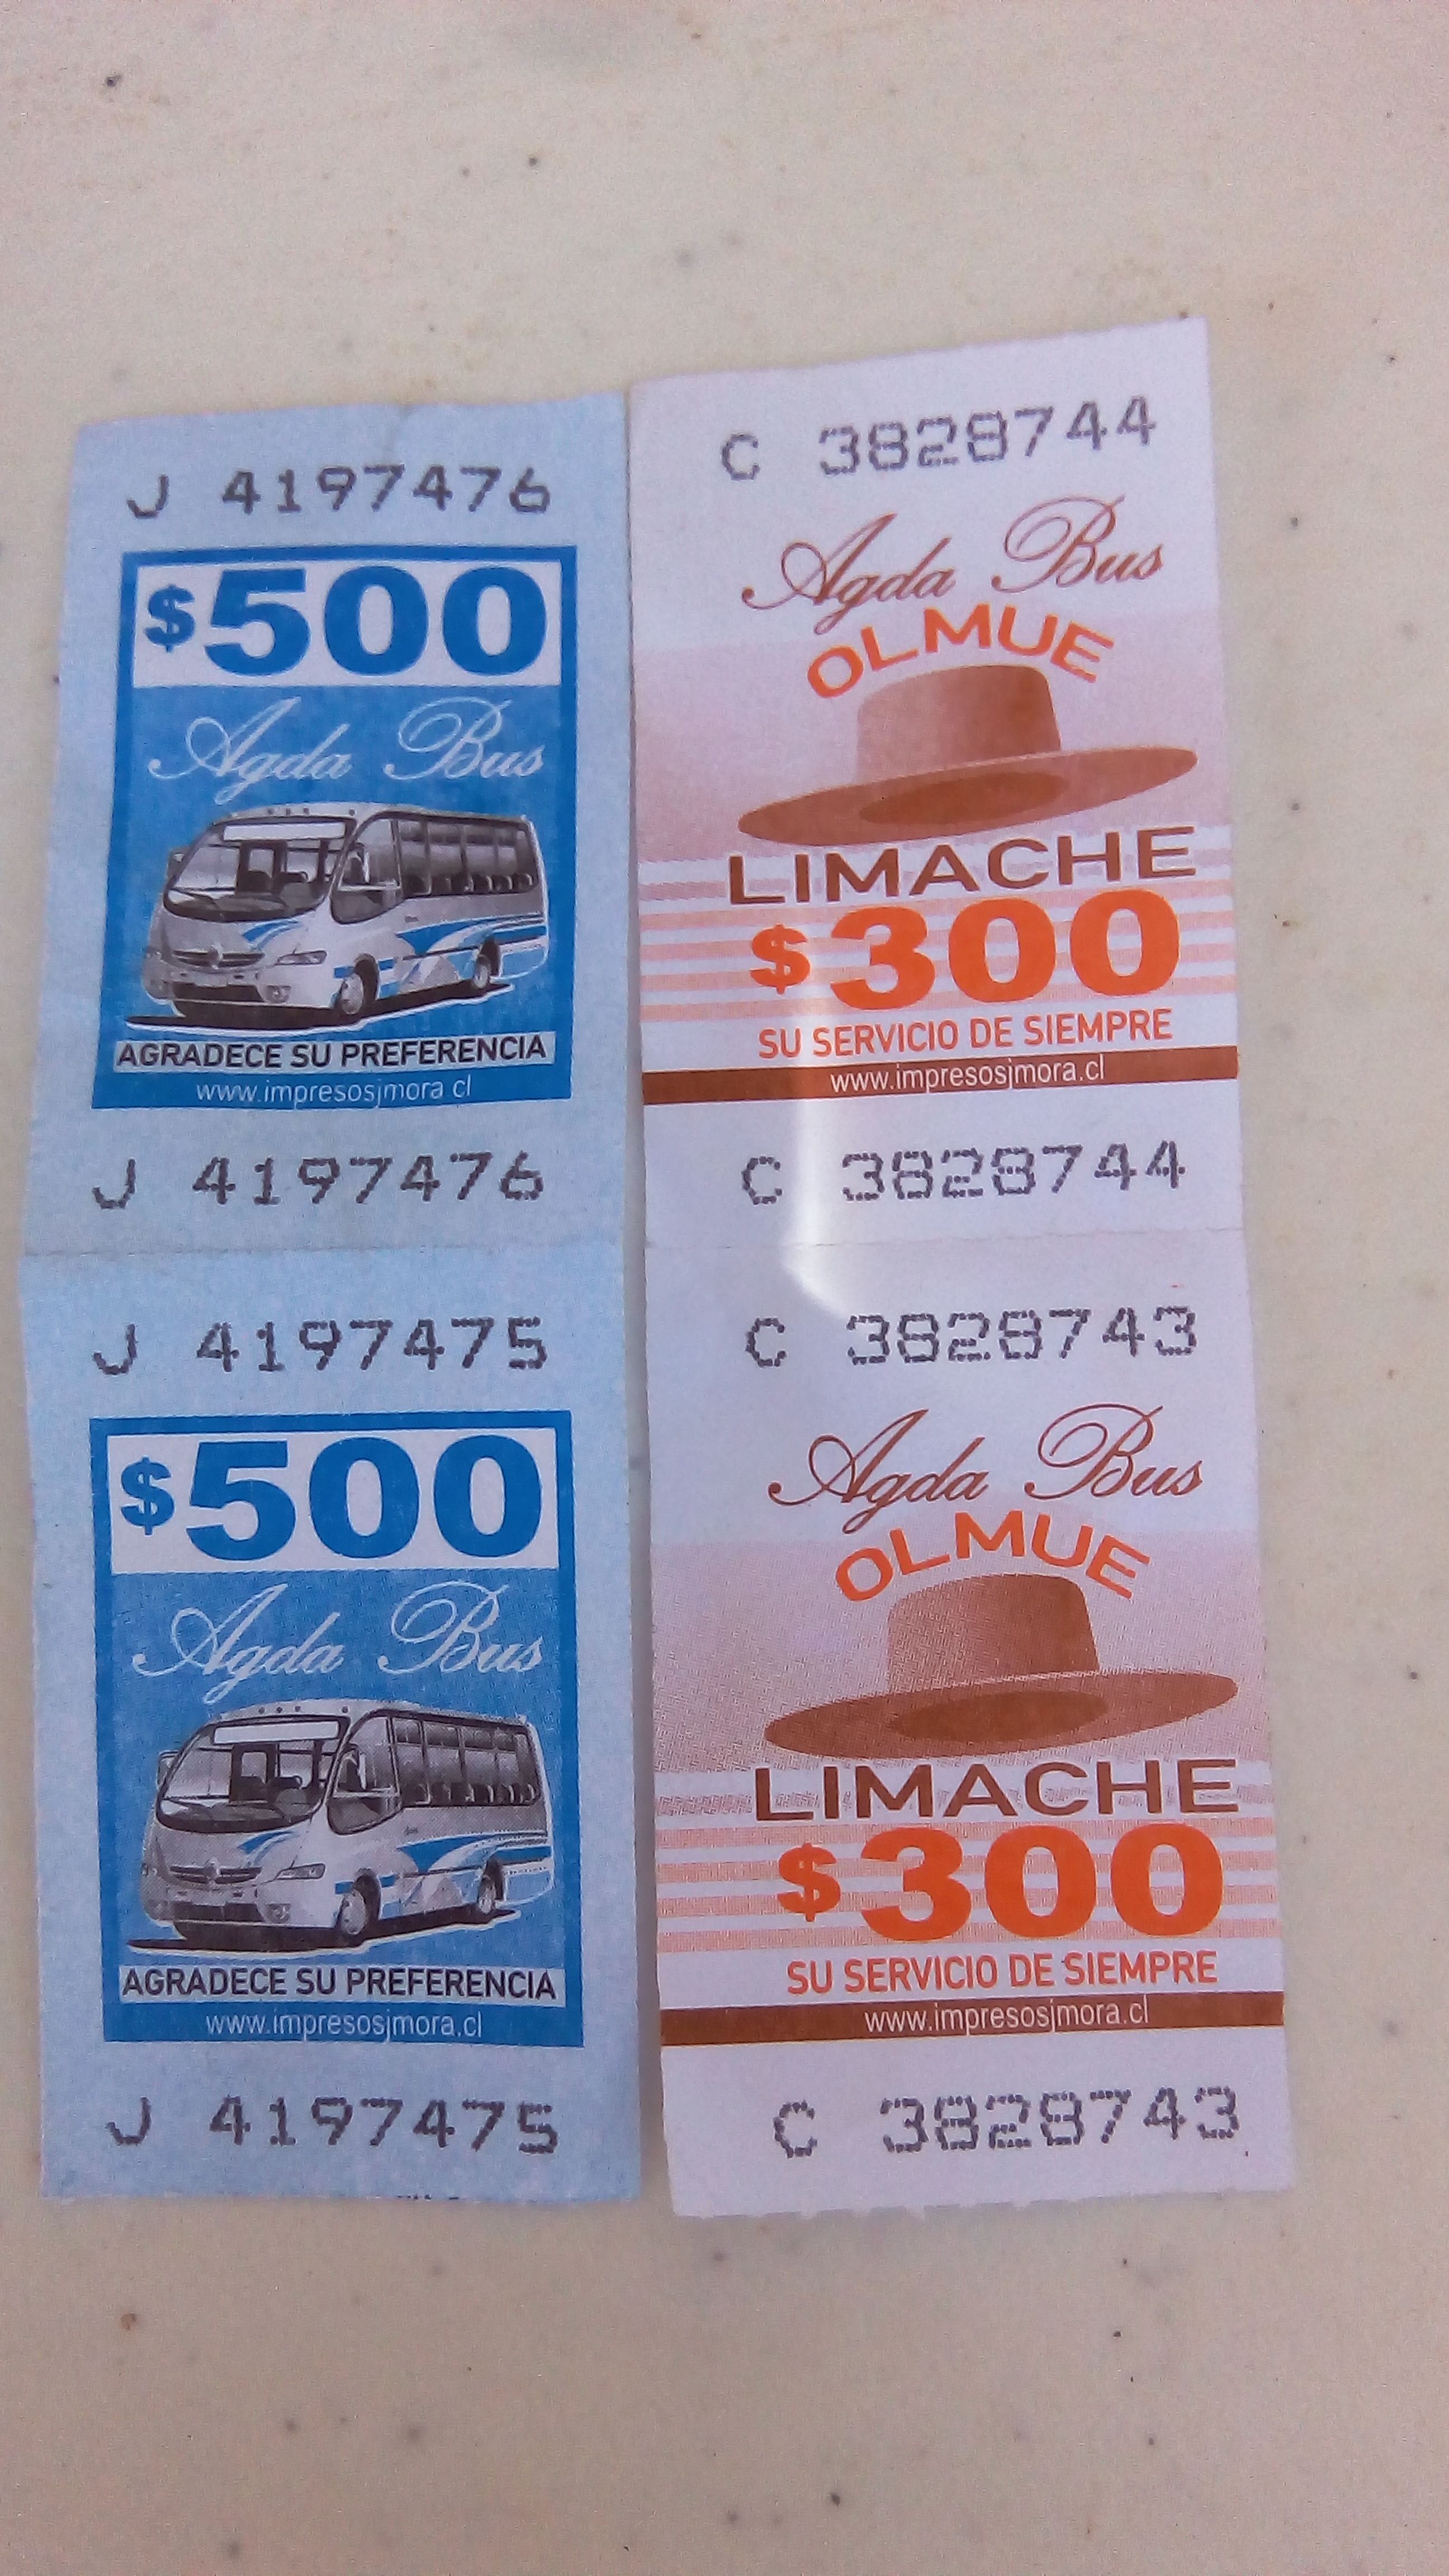 J 4197476
$500
Agda Bus
AGRADECE SU PREFERENCIA
www.impresosjmora.cl
J 4197476
J 4197475
$500
Agda Bus
AGRADECE SU PREFERENCIA
www.impresosjmora.cl
J 4197475
C 3828744
Agda Bus
OLMUE
LIMACHE
$300
SU SERVICIO DE SIEMPRE
www.impresosjmora.cl
C 3828744
C 3828743
Agda Bus
OLMUE
LIMACHE
$300
SU SERVICIO DE SIEMPRE
www.impresosjmora.cl
C 3828743